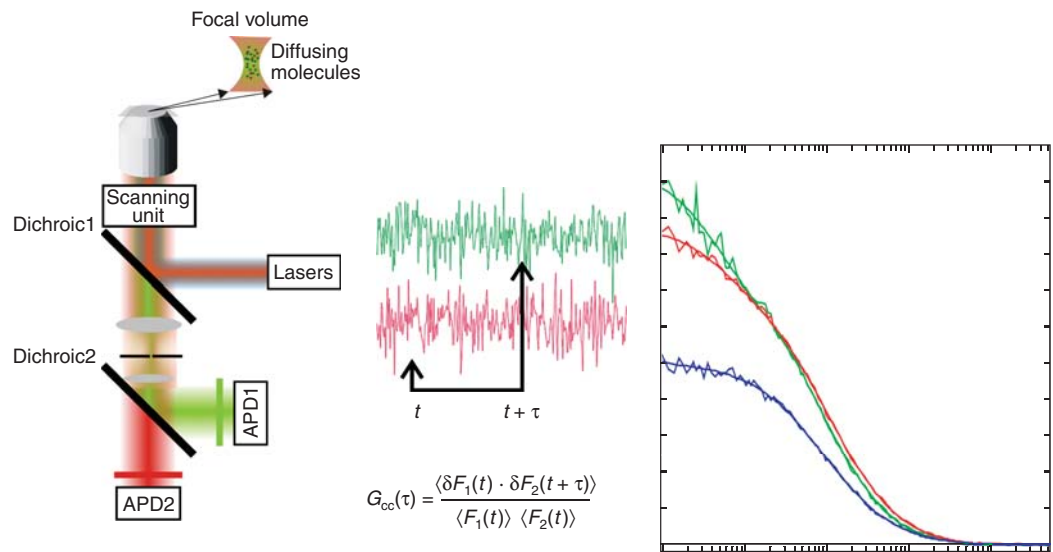 Focal volume
Diffusing
molecules
Scanning
unit
Dichroic1
Lasers
Dichroic2
APD1
APD2
t
t + τ
G_cc(τ) = ⟨δF_1(t) · δF_2(t + τ)⟩ / ⟨F_1(t)⟩ ⟨F_2(t)⟩